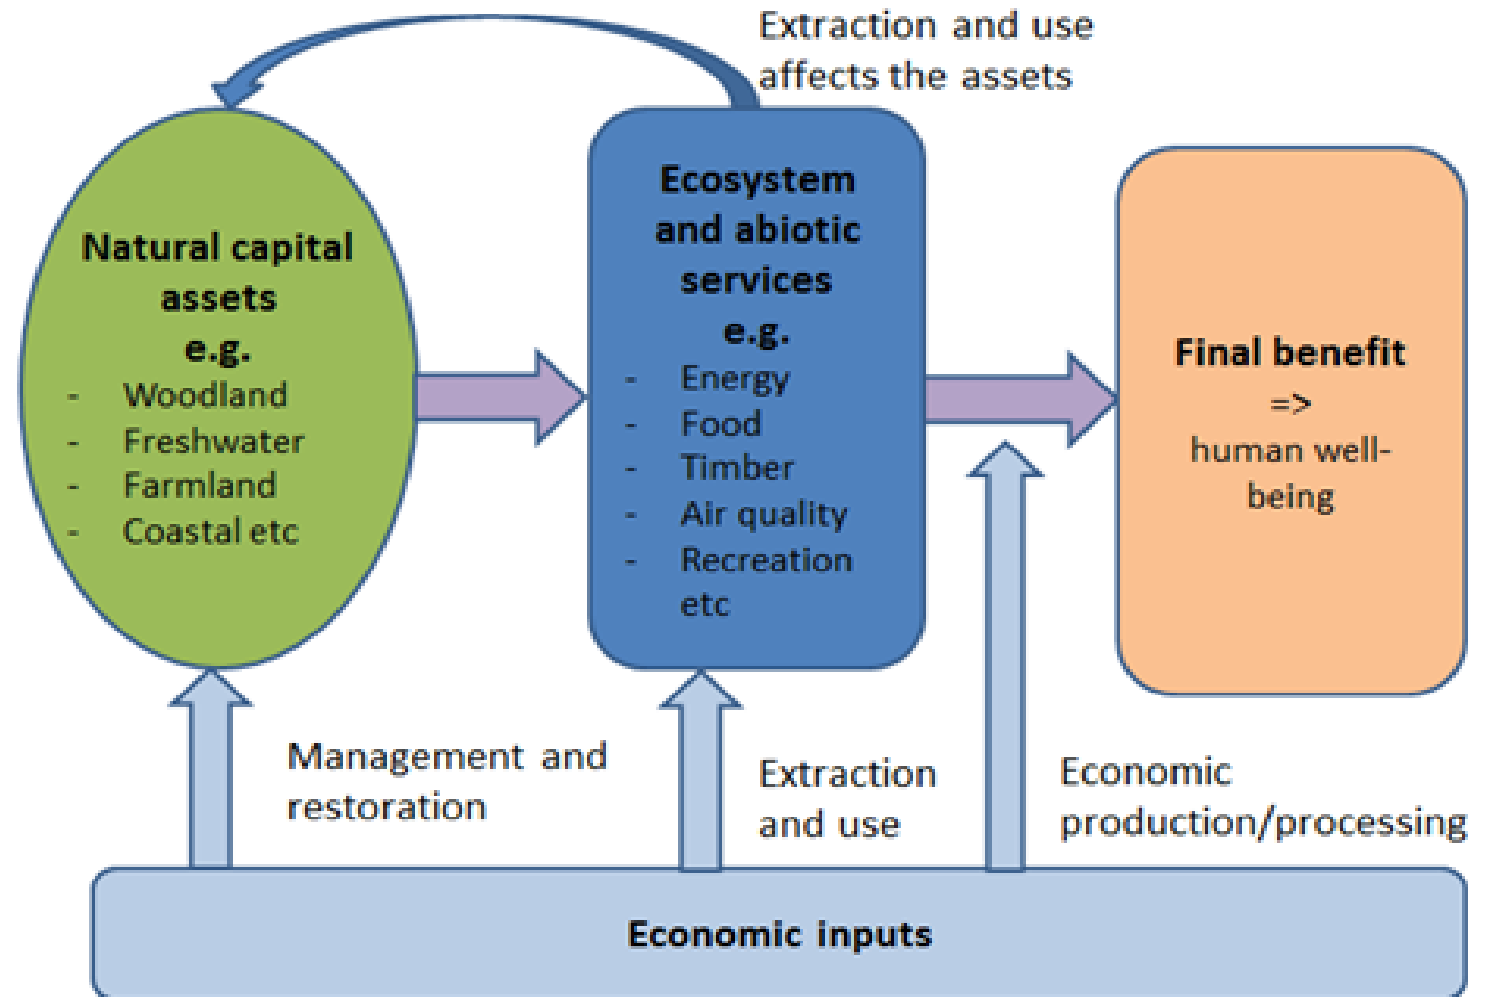 Extraction and use
affects the assets
Natural capital
assets
e.g.
- Woodland
- Freshwater
- Farmland
- Coastal etc
Ecosystem
and abiotic
services
e.g.
- Energy
- Food
- Timber
- Air quality
- Recreation
etc
Final benefit
=>
human well-
being
Management and
restoration
Extraction
and use
Economic
production/processing
Economic inputs